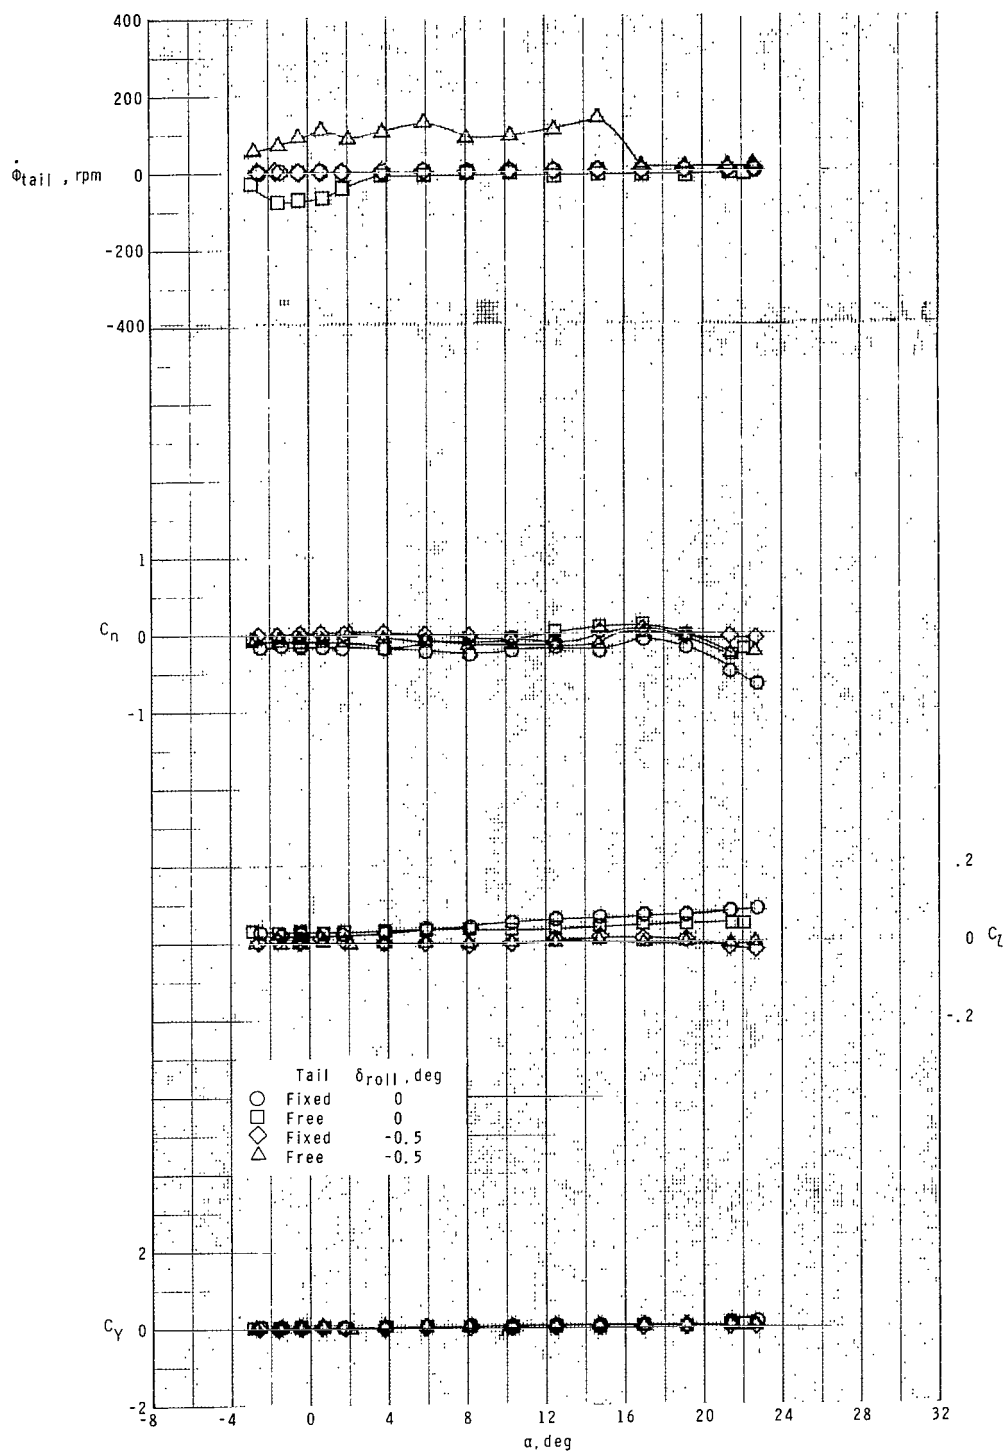 400
200
0
Φ̇tail , rpm
-200
-400
1
Cn
0
-1
.2
0 Cl
-.2
Tail δroll , deg
Fixed 0
Free 0
Fixed -0.5
Free -0.5
2
CY
0
-2
-8 -4 0 4 8 12 16 20 24 28 32
α, deg